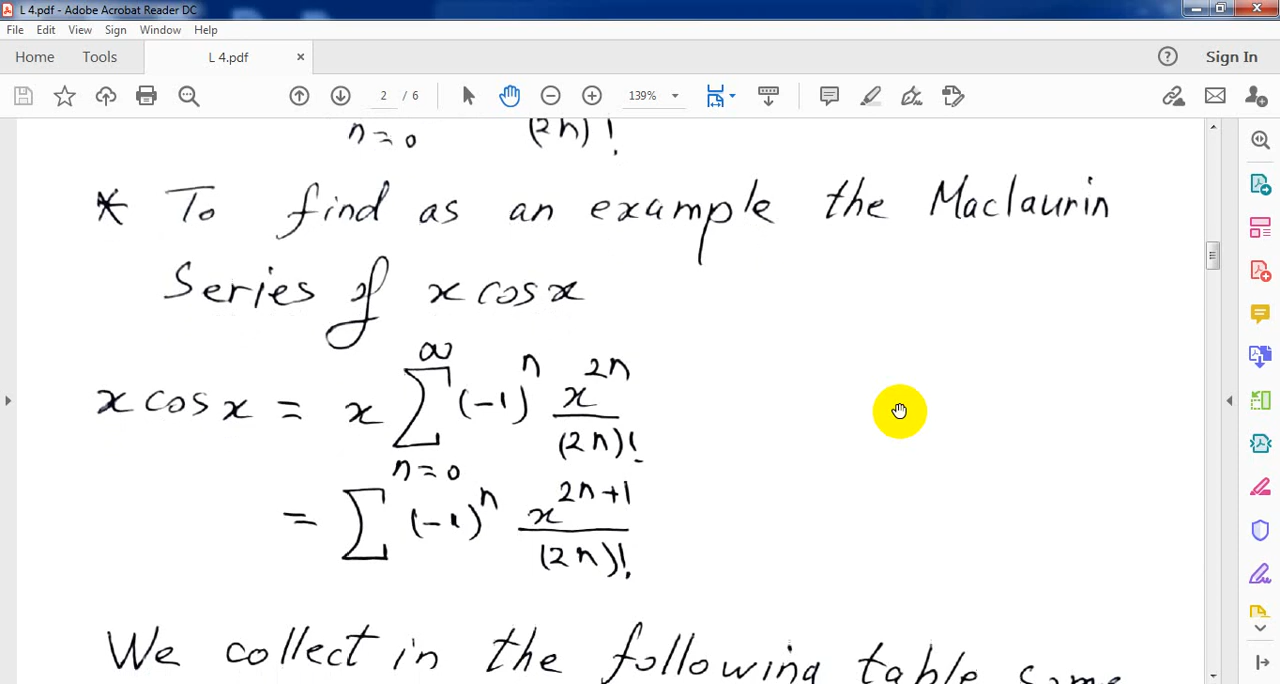 L 4.pdf - Adobe Acrobat Reader DC
File Edit View Sign Window Help
Home Tools L 4.pdf × ? Sign In
2 / 6 139%
n = 0 (2n)!
* To find as an example the Maclaurin
Series of x cos x
x cos x = x ∑_{n=0}^{∞} (-1)^n x^{2n}/(2n)!
= ∑ (-1)^n x^{2n+1}/(2n)!
We collect in the following table some